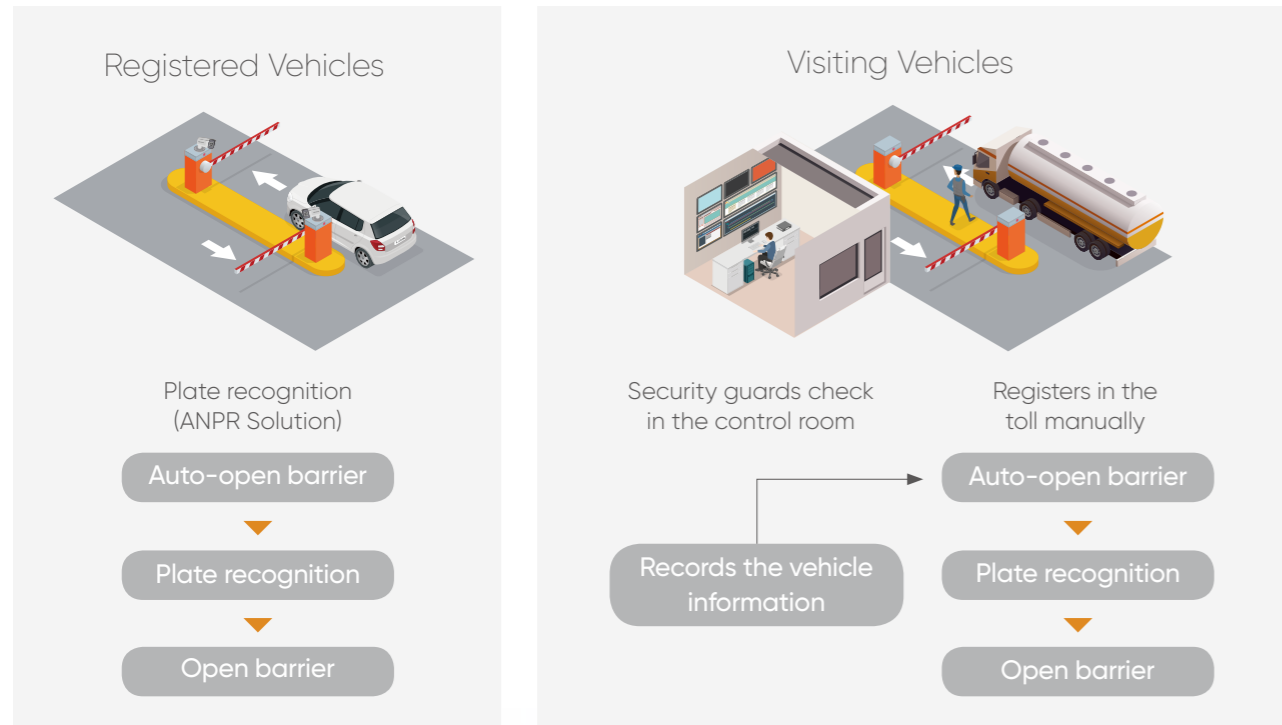 Registered Vehicles
Plate recognition
(ANPR Solution)
Auto-open barrier
Plate recognition
Open barrier
Visiting Vehicles
Security guards check
in the control room
Records the vehicle
information
Registers in the
toll manually
Auto-open barrier
Plate recognition
Open barrier